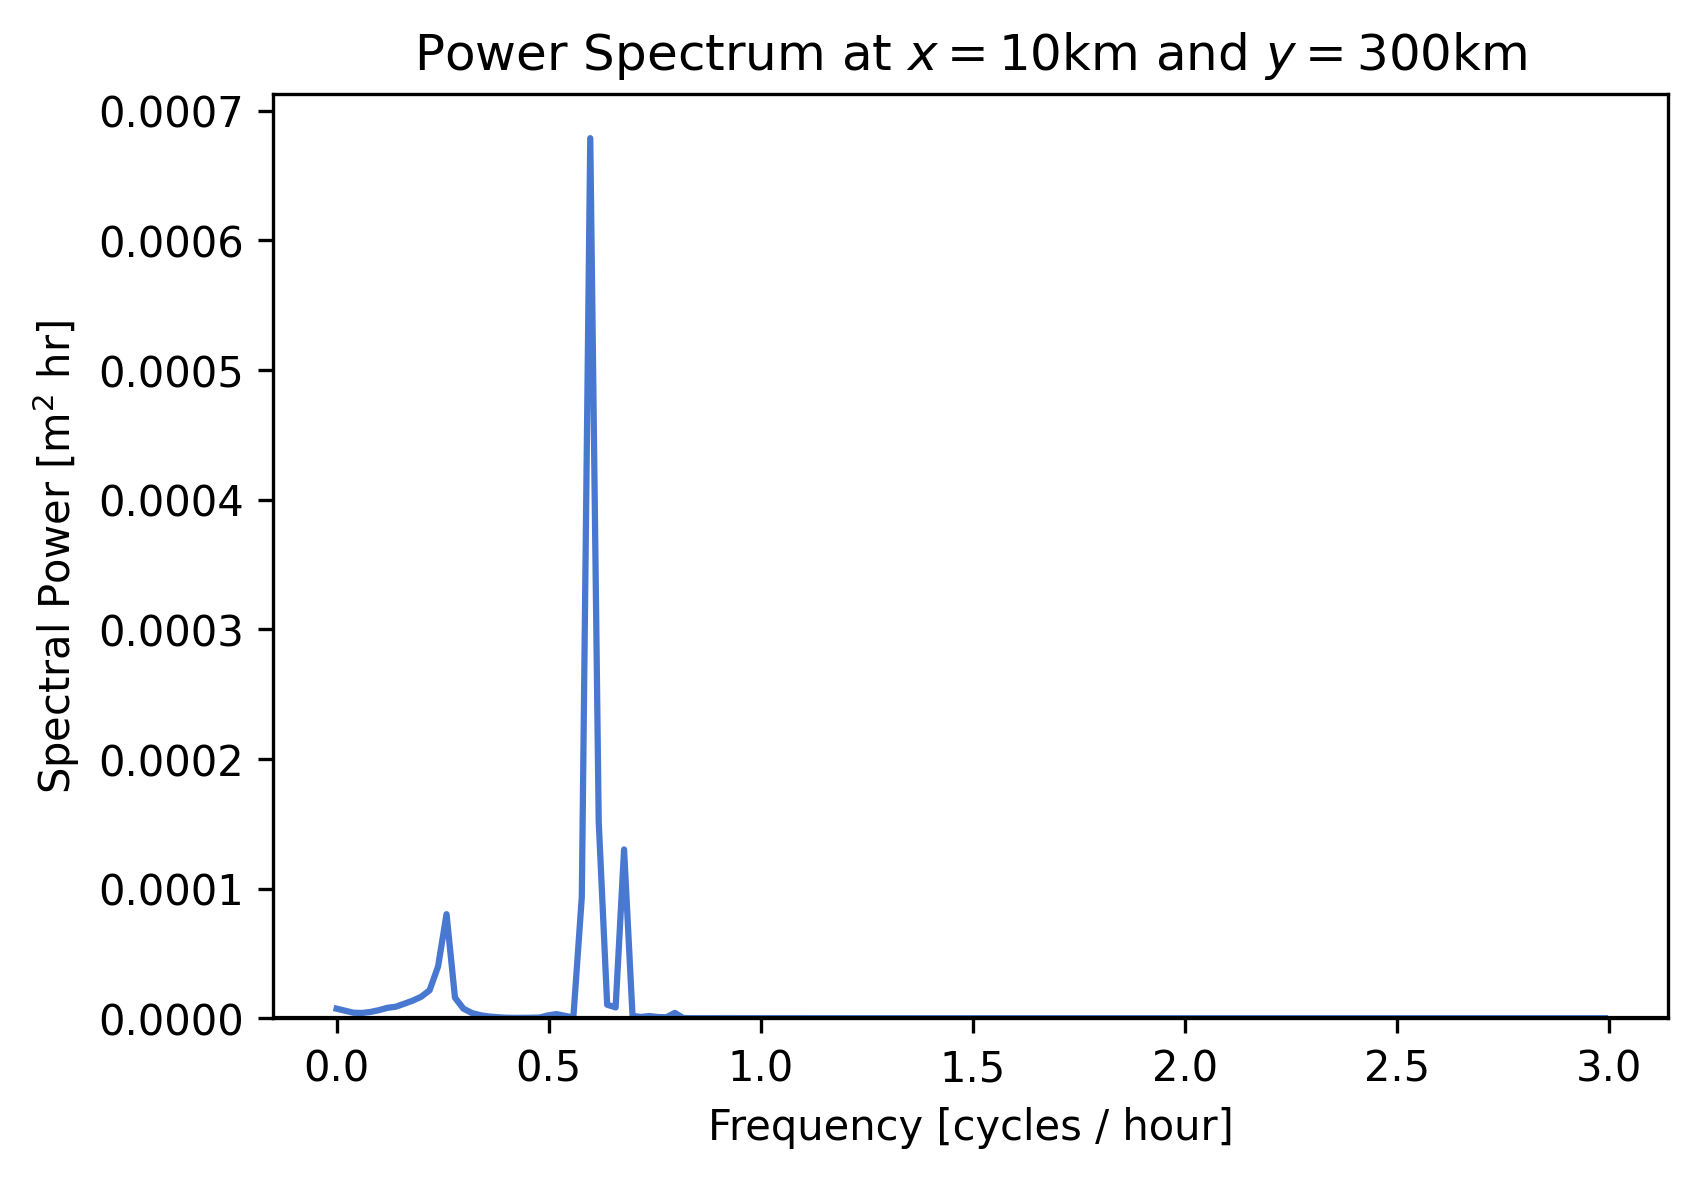 Power Spectrum at x = 10km and y = 300km
0.0007
0.0006
0.0005
0.0004
0.0003
0.0002
0.0001
0.0000
Spectral Power [m² hr]
0.0 0.5 1.0 1.5 2.0 2.5 3.0
Frequency [cycles / hour]